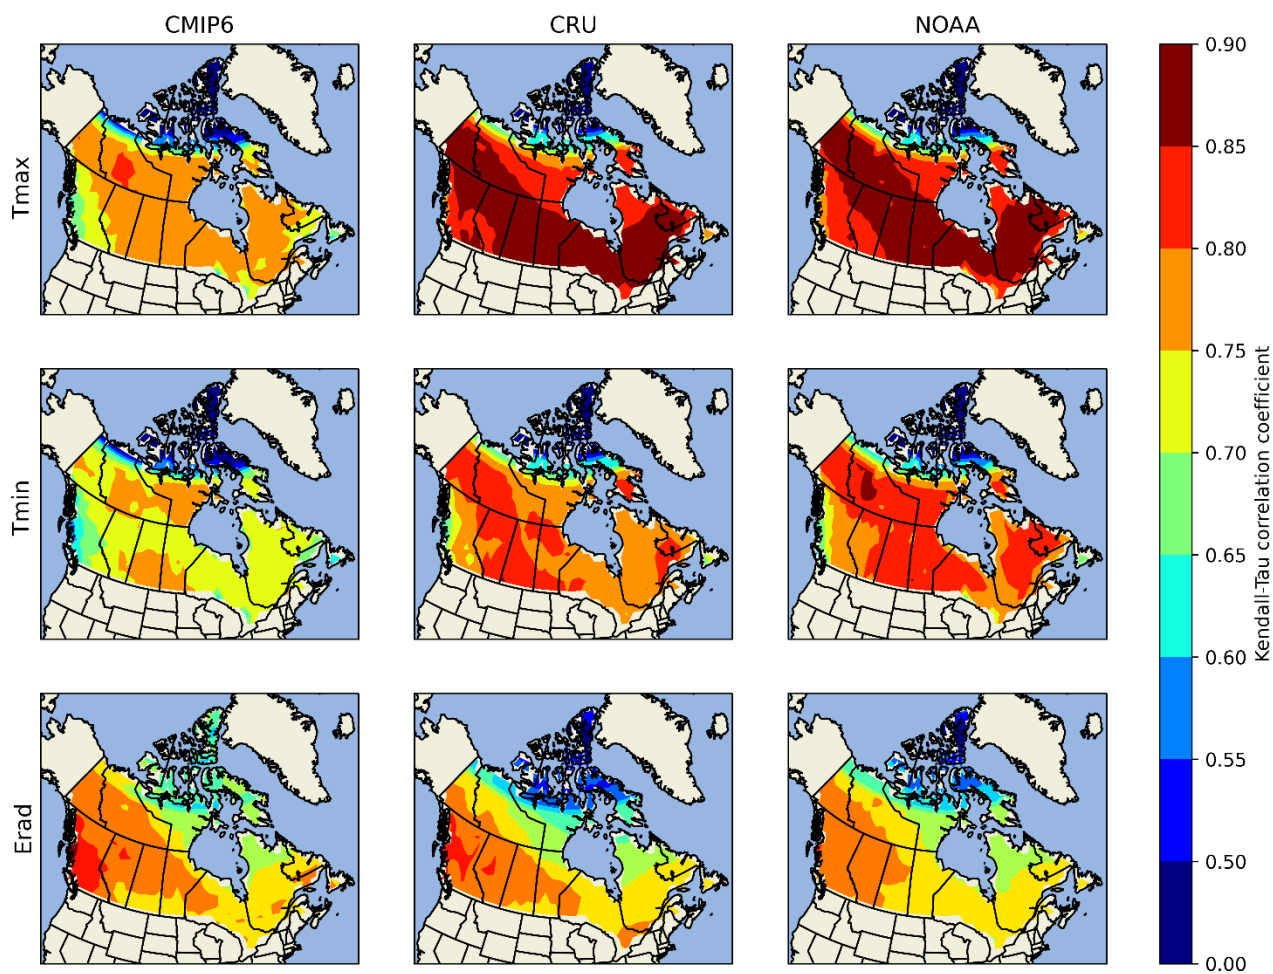 CMIP6 CRU NOAA
Tmax
Tmin
Erad
0.90
0.85
0.80
0.75
0.70
0.65
0.60
0.55
0.50
0.00
Kendall-Tau correlation coefficient